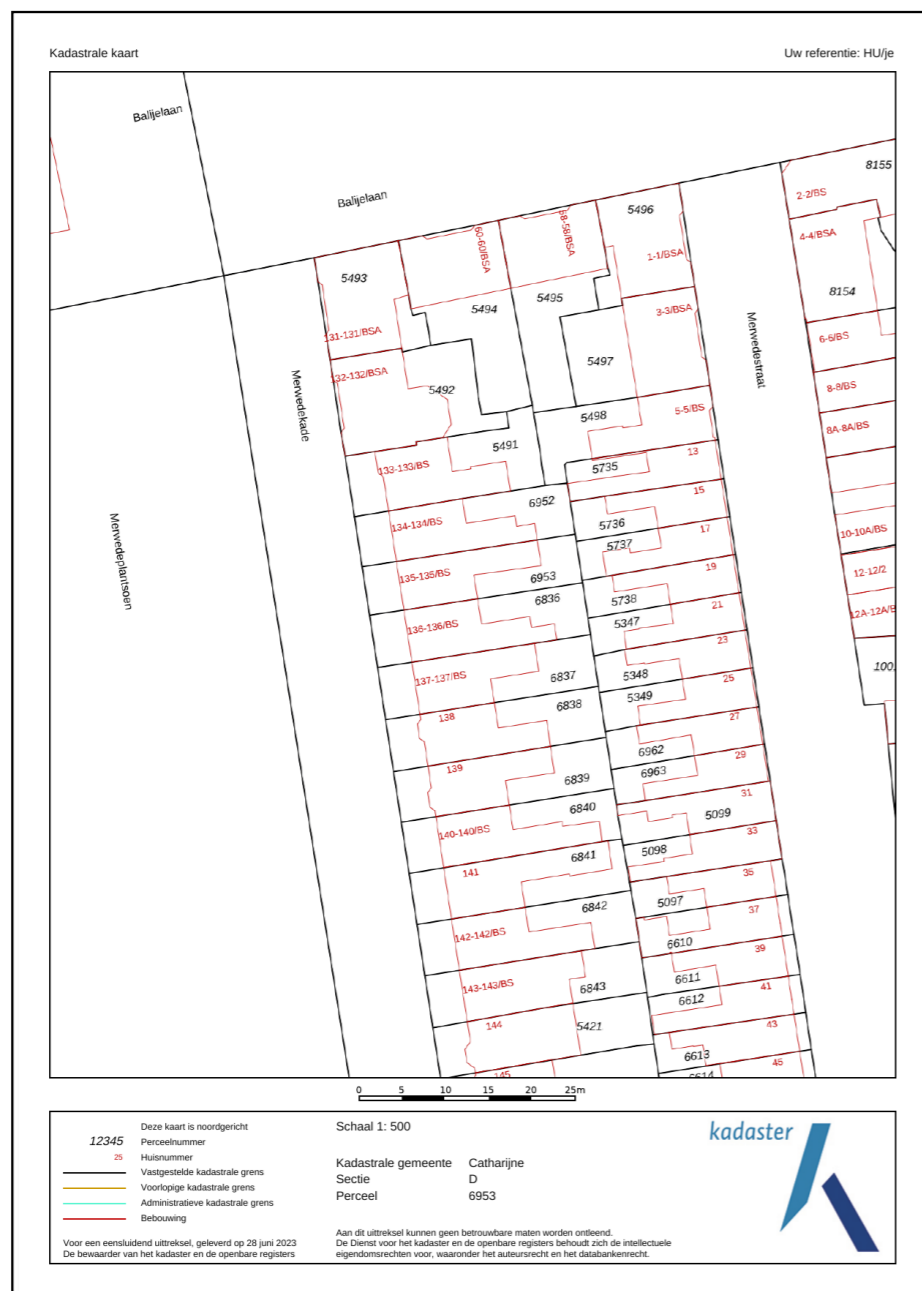 Kadastrale kaart
Uw referentie: HU/je
Balijelaan
Balijelaan
8155
2-2/BS
5496
60-60/BSA
58-58/BSA
4-4/BSA
1-1/BSA
5493
5494
5495
8154
3-3/BSA
131-131/BSA
6-6/BS
Merwedekade
Merwedestraat
132-132/BSA
5492
5497
8-8/BS
5498
5-5/BS
8A-8A/BS
5491
13
133-133/BS
5735
15
6952
134-134/BS
5736
17
10-10A/BS
5737
Merwedeplantsoen
19
12-12/2
135-135/BS
6953
6836
5738
21
12A-12A/B
5347
136-136/BS
23
100
137-137/BS
6837
5348
25
5349
6838
138
27
6962
29
139
6839
6963
31
6840
5099
140-140/BS
33
6841
5098
141
35
6842
5097
37
142-142/BS
6610
39
143-143/BS
6843
6611
41
6612
144
5421
43
6613
45
145
6614
0 5 10 15 20 25m
Deze kaart is noordgericht
12345 Perceelnummer
25 Huisnummer
Vastgestelde kadastrale grens
Voorlopige kadastrale grens
Administratieve kadastrale grens
Bebouwing
Voor een eensluidend uittreksel, geleverd op 28 juni 2023
De bewaarder van het kadaster en de openbare registers
Schaal 1: 500
Kadastrale gemeente Catharijne
Sectie D
Perceel 6953
Aan dit uittreksel kunnen geen betrouwbare maten worden ontleend.
De Dienst voor het kadaster en de openbare registers behoudt zich de intellectuele
eigendomsrechten voor, waaronder het auteursrecht en het databankenrecht.
kadaster